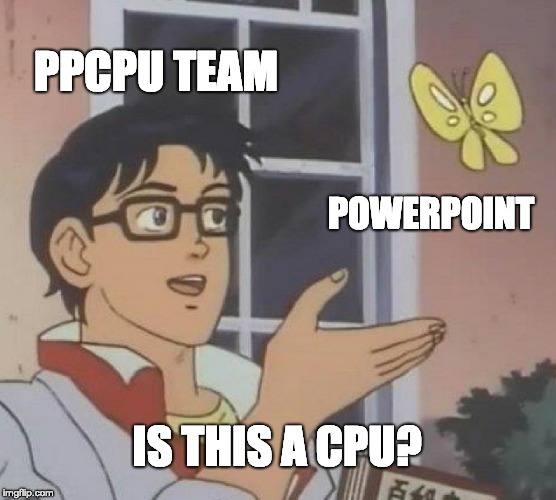 PPCPU TEAM
POWERPOINT
IS THIS A CPU?
imgflip.com